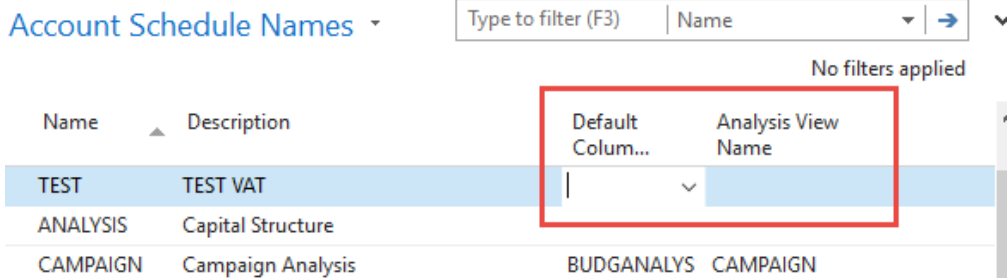 Account Schedule Names
Type to filter (F3) Name
No filters applied
Name Description Default Colum... Analysis View Name
TEST TEST VAT
ANALYSIS Capital Structure
CAMPAIGN Campaign Analysis BUDGANALYS CAMPAIGN